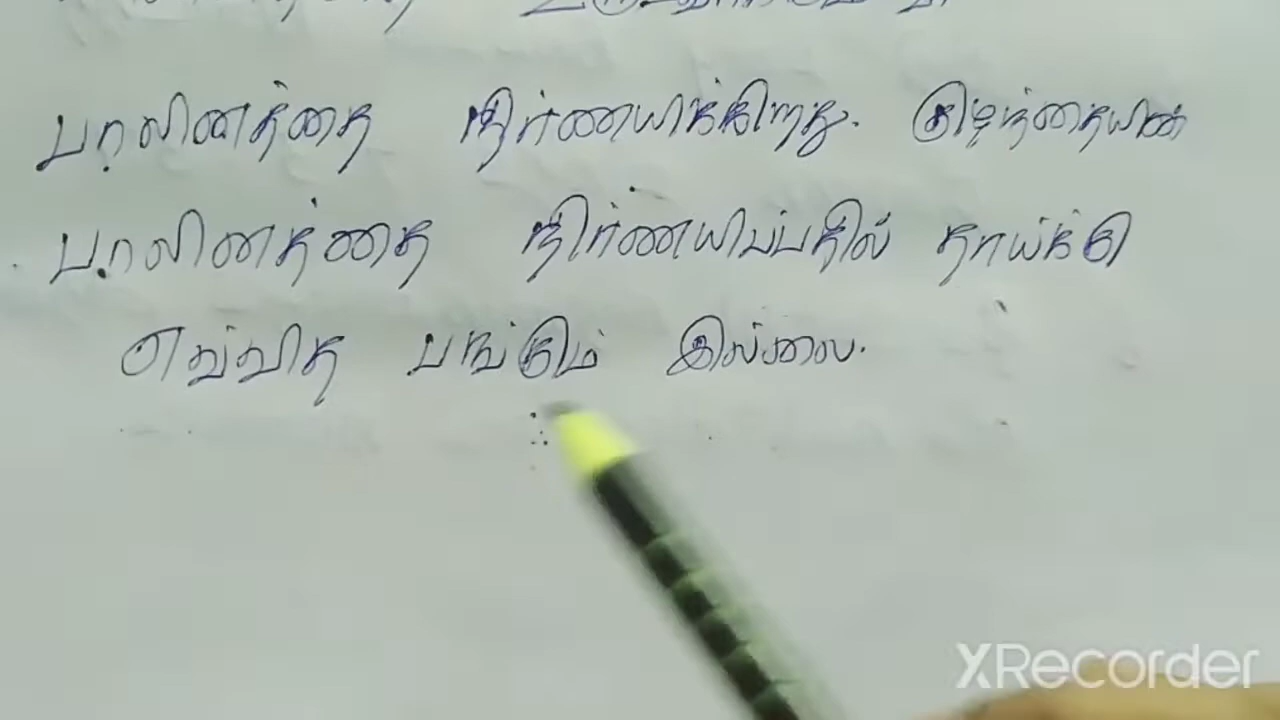 பாலினத்தை நிர்ணயிக்கிறது. குழந்தையின்
பாலினத்தை நிர்ணயிப்பதில் தாய்க்கு
எவ்வித பங்கும் இல்லை.
XRecorder